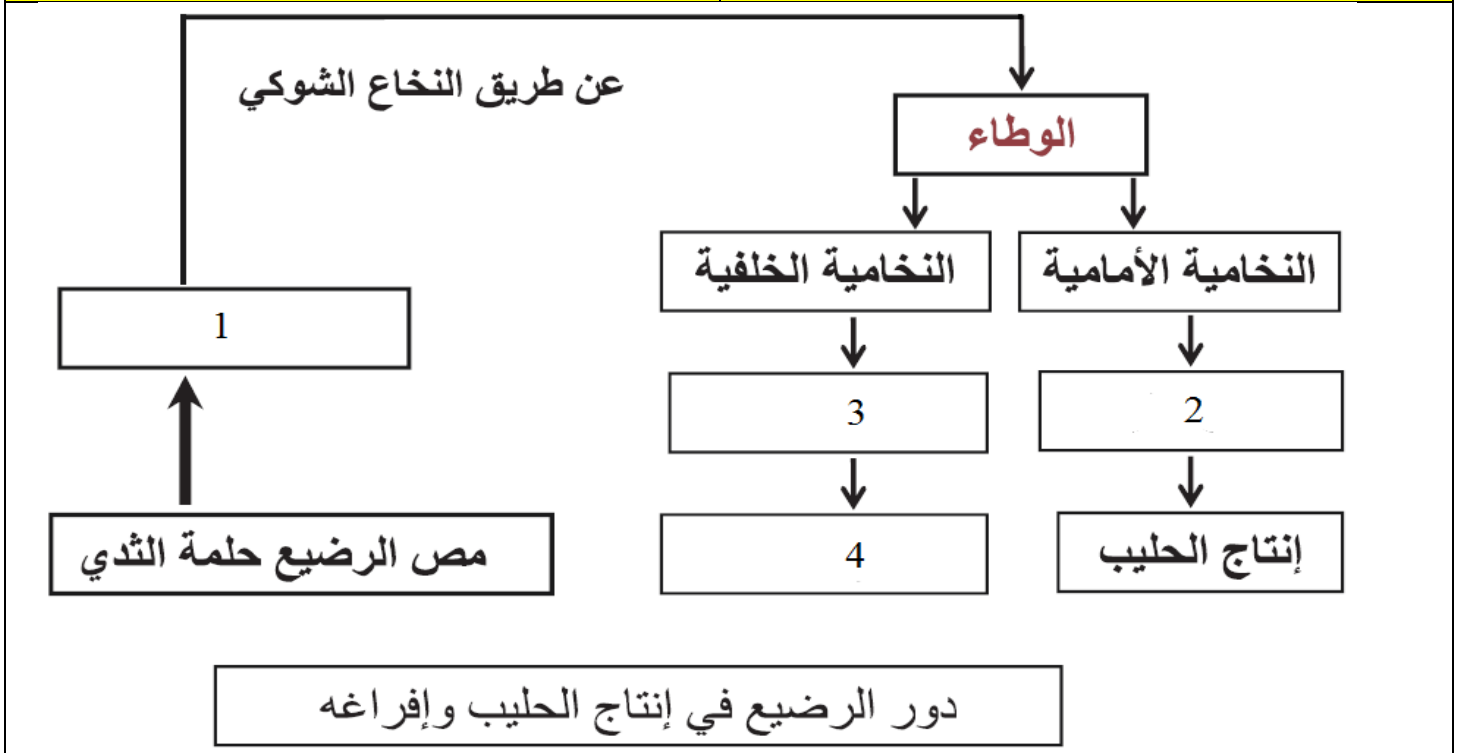 عن طريق النخاع الشوكي
الوطاء
النخامية الأمامية
النخامية الخلفية
1
2
3
مص الرضيع حلمة الثدي
إنتاج الحليب
4
دور الرضيع في إنتاج الحليب وإفراغه